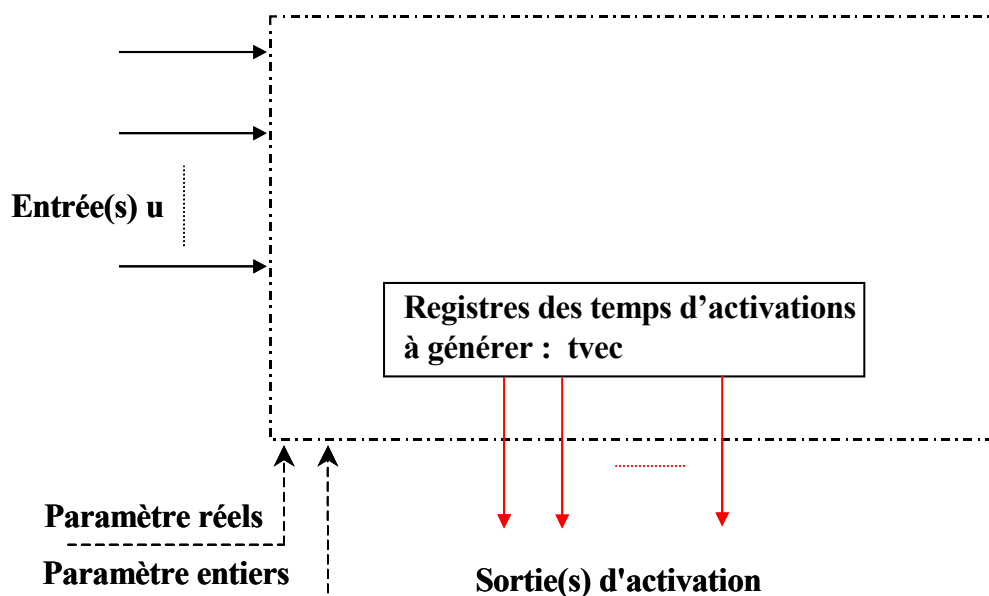 Entrée(s) u
Registres des temps d’activations
à générer : tvec
Paramètre réels
Paramètre entiers
Sortie(s) d'activation